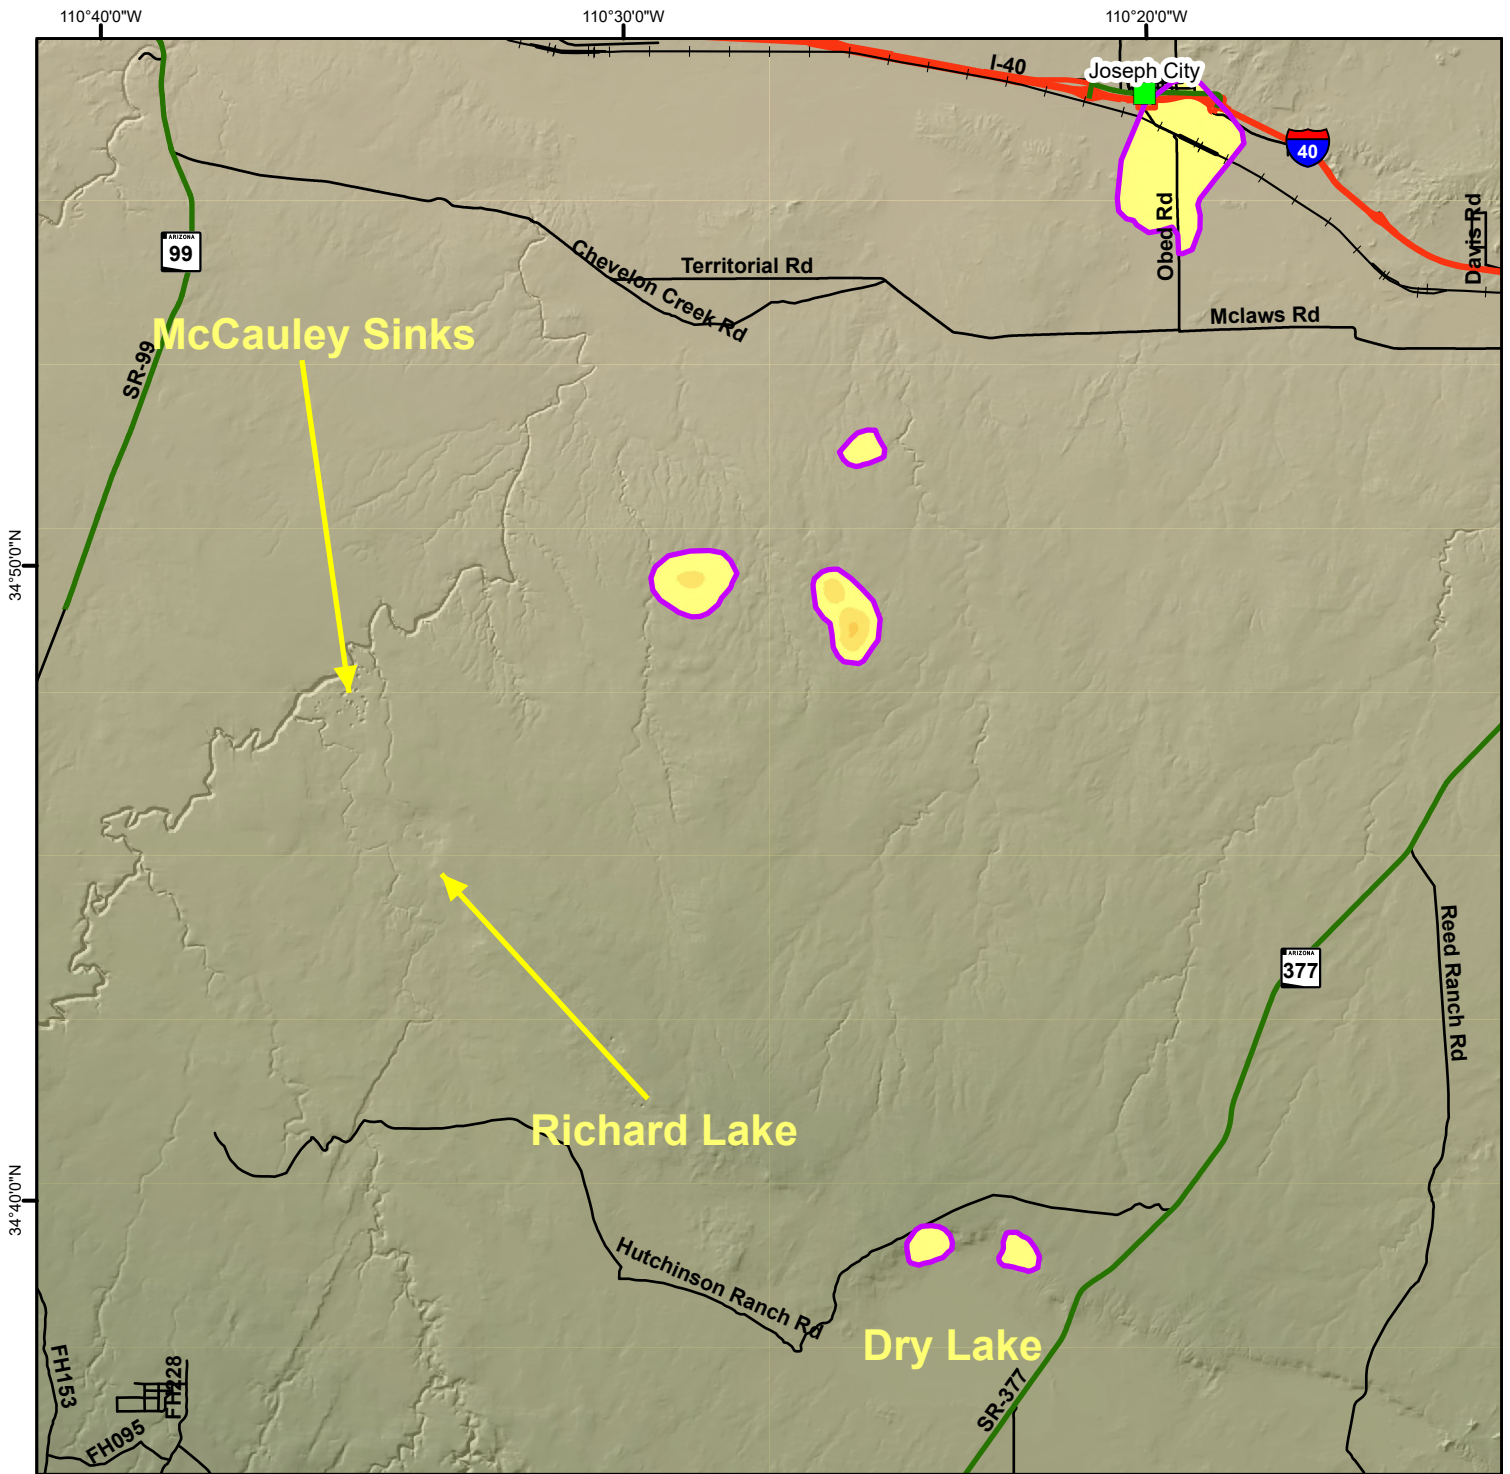 110°40'0"W
110°30'0"W
110°20'0"W
I-40
Joseph City
40
ARIZONA
99
Chevelon Creek Rd
Territorial Rd
Obed Rd
Davis Rd
Mclaws Rd
McCauley Sinks
SR-99
34°50'0"N
Reed Ranch Rd
ARIZONA
377
Richard Lake
34°40'0"N
Hutchinson Ranch Rd
Dry Lake
SR-377
FH153
FH228
FH095